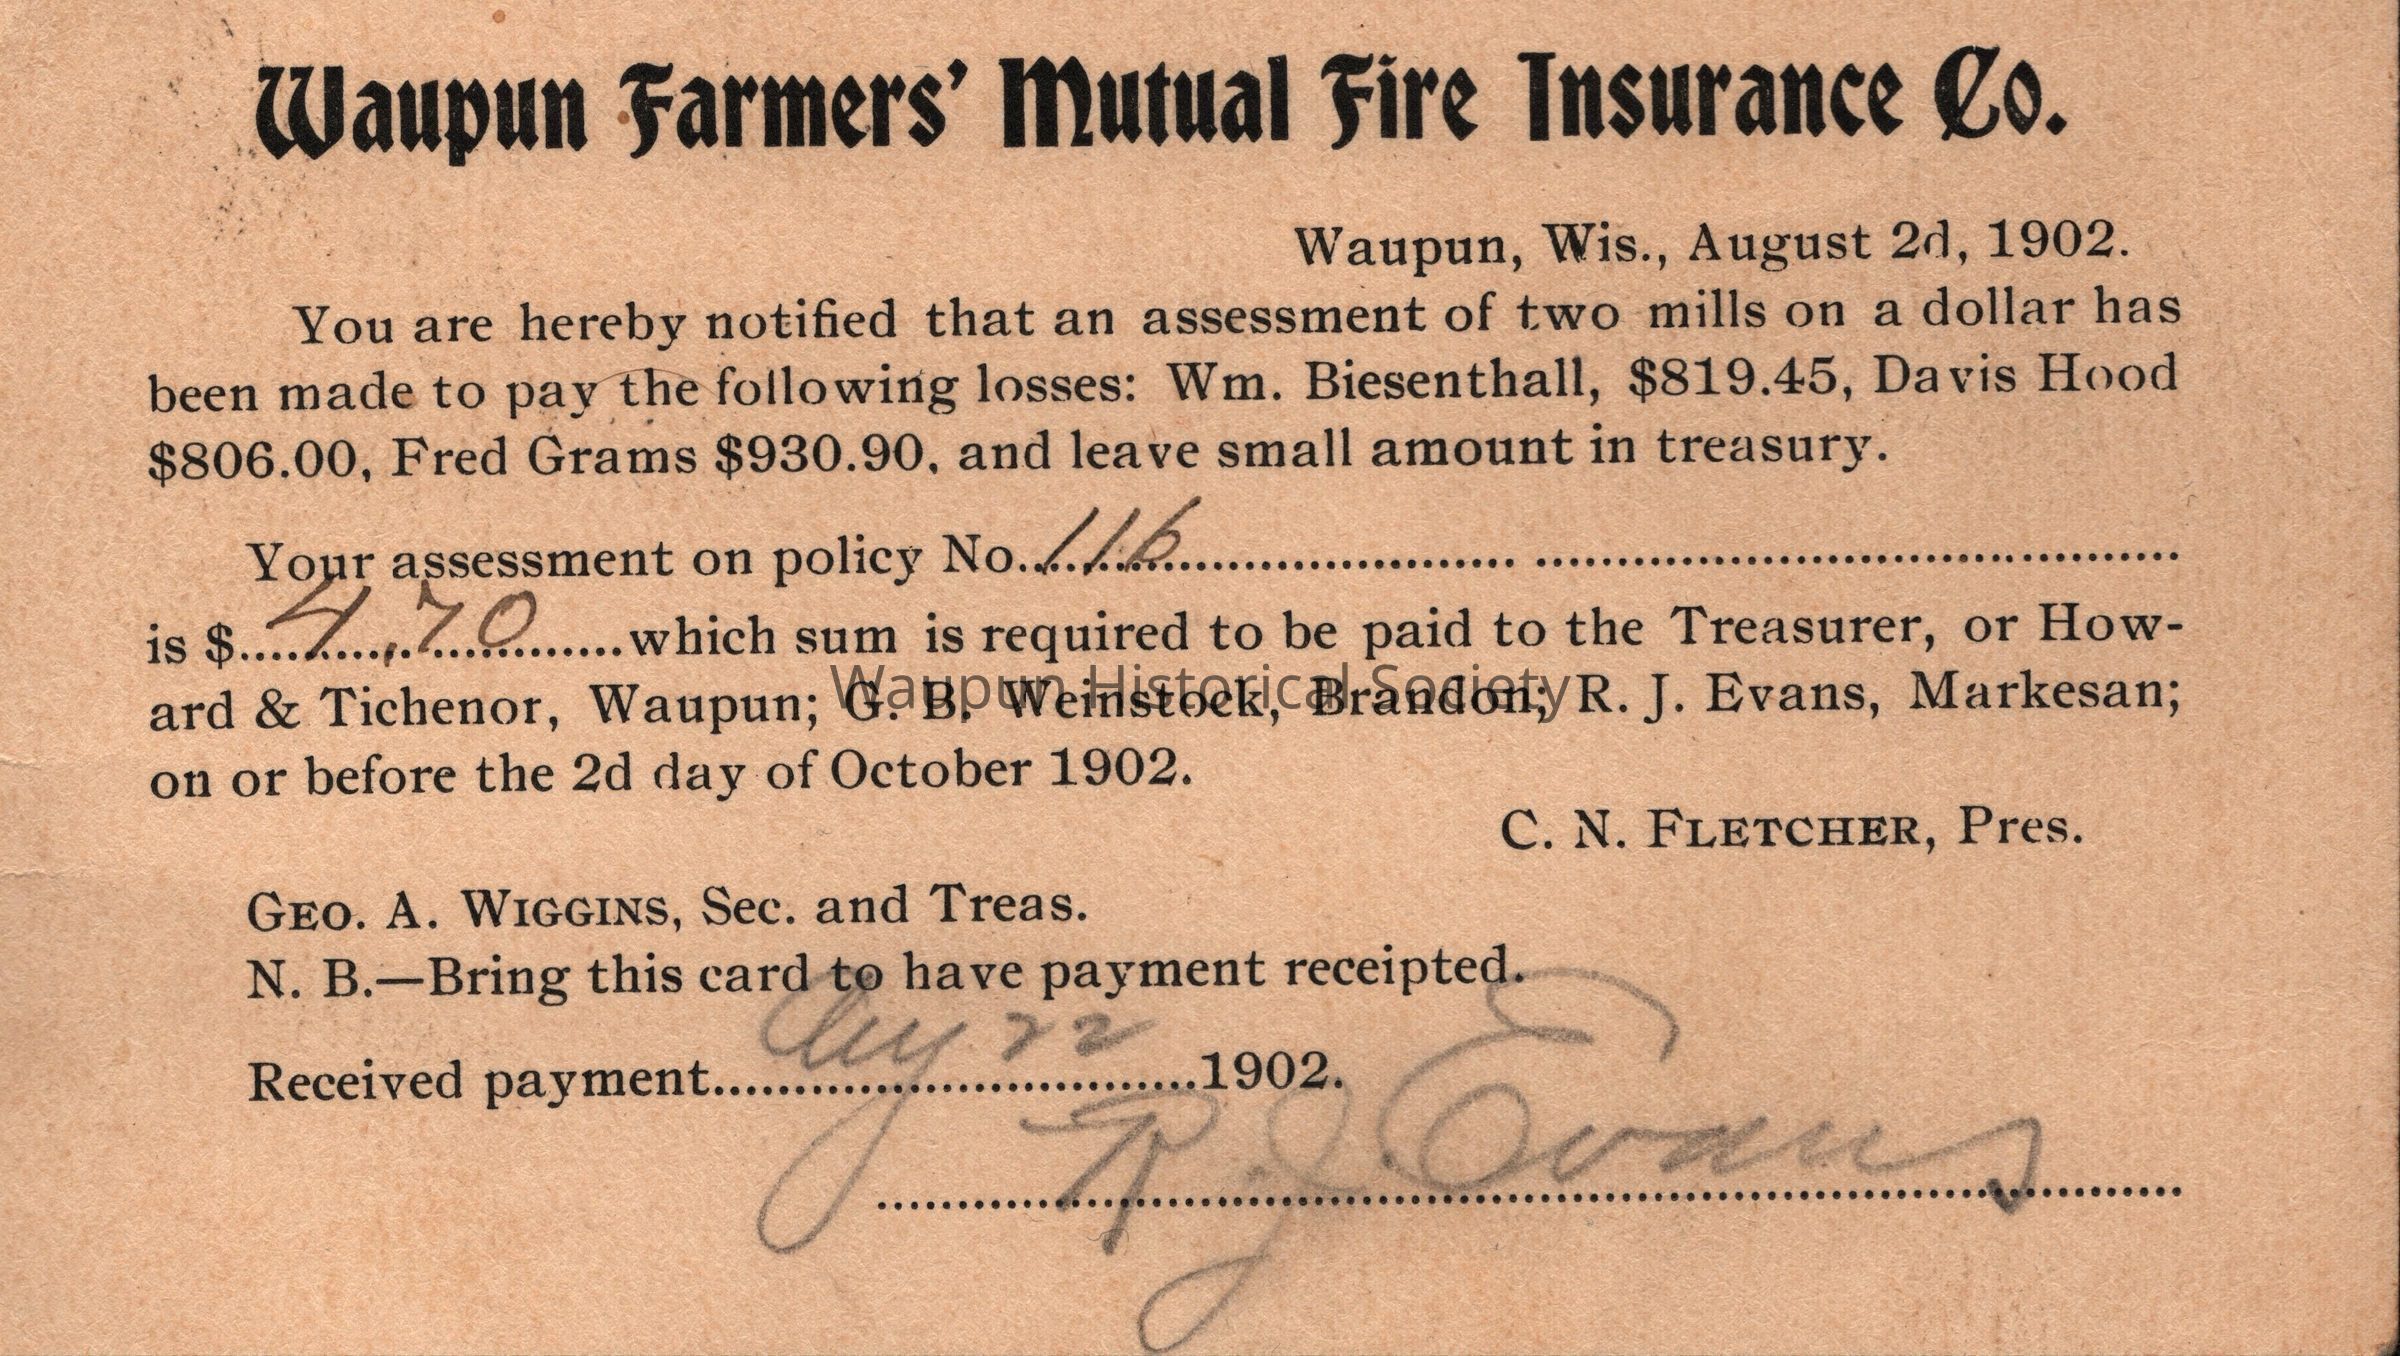 Waupun Farmers' Mutual Fire Insurance Co.
Waupun, Wis., August 2d, 1902.
You are hereby notified that an assessment of two mills on a dollar has
been made to pay the following losses: Wm. Biesenthall, $819.45, Davis Hood
$806.00, Fred Grams $930.90, and leave small amount in treasury.
Your assessment on policy No. 116
is $ 4.70 which sum is required to be paid to the Treasurer, or How-
ard & Tichenor, Waupun; G. B. Weinstock, Brandon; R. J. Evans, Markesan;
Waupun Historical Society
on or before the 2d day of October 1902.
C. N. FLETCHER, Pres.
GEO. A. WIGGINS, Sec. and Treas.
N. B.—Bring this card to have payment receipted.
Received payment Aug 22 1902.
R J Evans